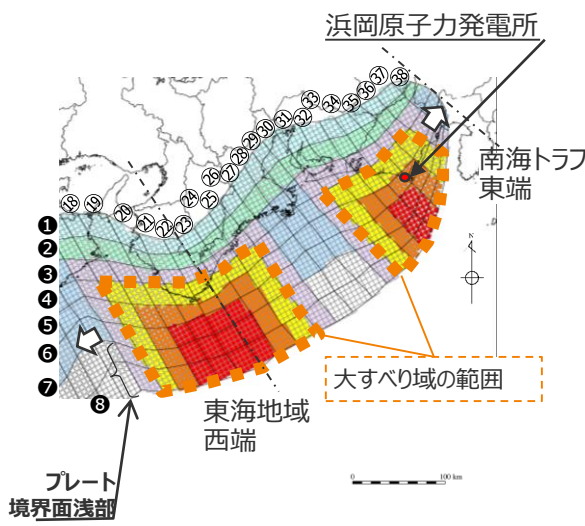 浜岡原子力発電所
㊲ ㊳
㉝ ㉞ ㉟ ㊱
㉙ ㉚ ㉛ ㉜
㉖ ㉗ ㉘
⑱ ⑲ ⑳ ㉑ ㉒ ㉓ ㉔ ㉕
南海トラフ
東端
N
❶
❷
❸
❹
❺
❻
❼
❽
大すべり域の範囲
東海地域
西端
プレート
境界面浅部
0 100 km